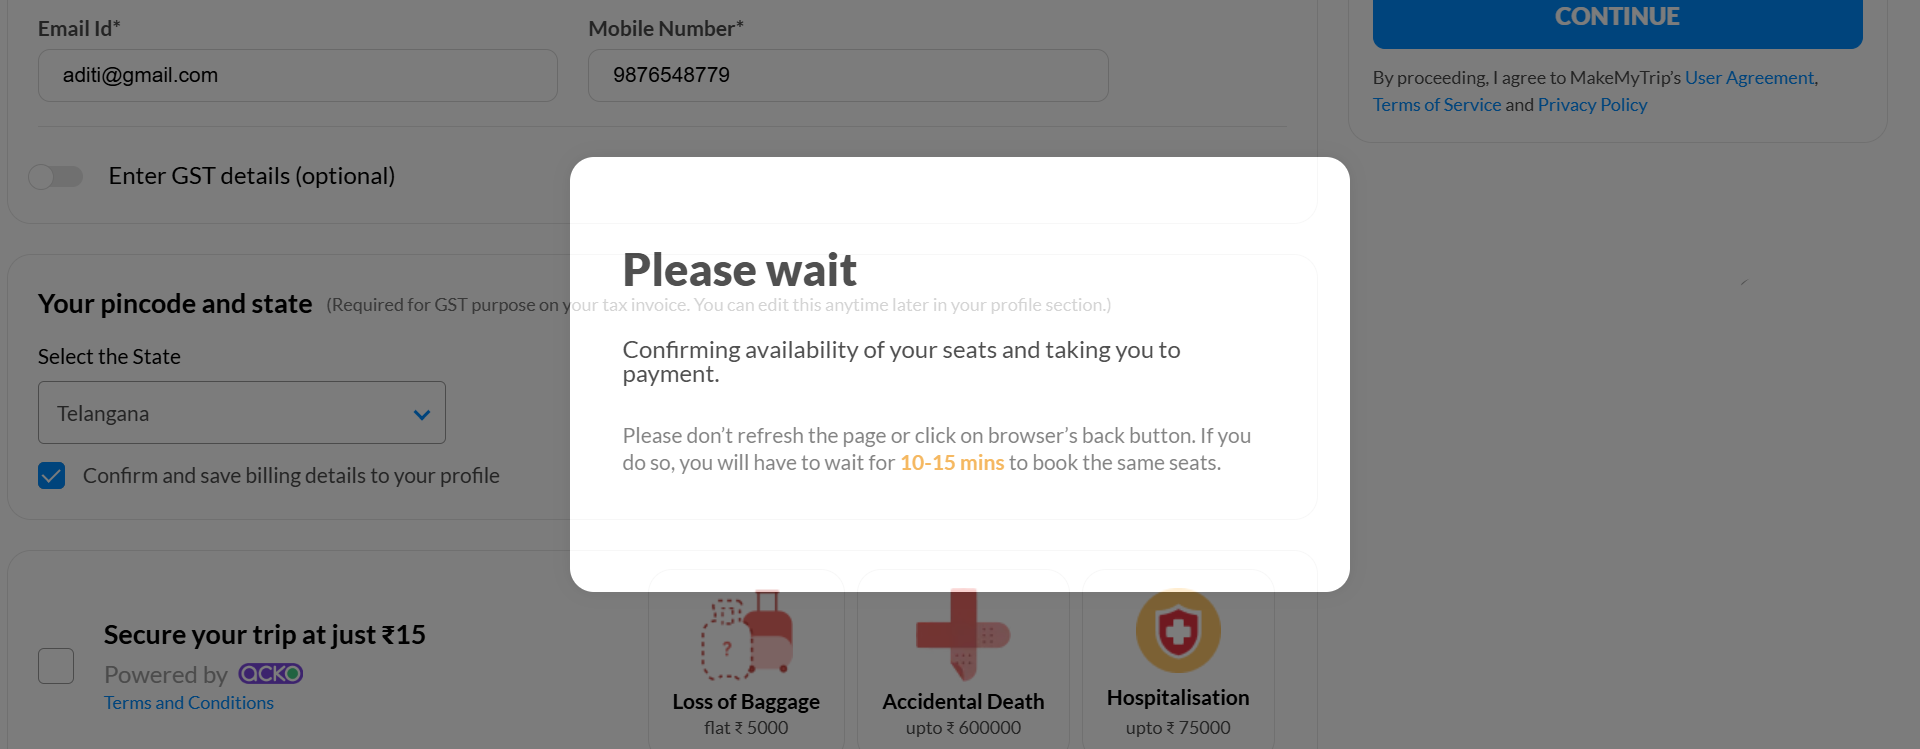 Email Id*
Mobile Number*
aditi@gmail.com
9876548779
CONTINUE
By proceeding, I agree to MakeMyTrip's User Agreement,
Terms of Service and Privacy Policy
Enter GST details (optional)
Please wait
Your pincode and state (Required for GST purpose on your tax invoice. You can edit this anytime later in your profile section.)
Confirming availability of your seats and taking you to
payment.
Select the State
Telangana
Please don't refresh the page or click on browser's back button. If you
do so, you will have to wait for 10-15 mins to book the same seats.
Confirm and save billing details to your profile
Secure your trip at just ₹15
Powered by ACKO
Terms and Conditions
?
Loss of Baggage
flat ₹ 5000
Accidental Death
upto ₹ 600000
Hospitalisation
upto ₹ 75000